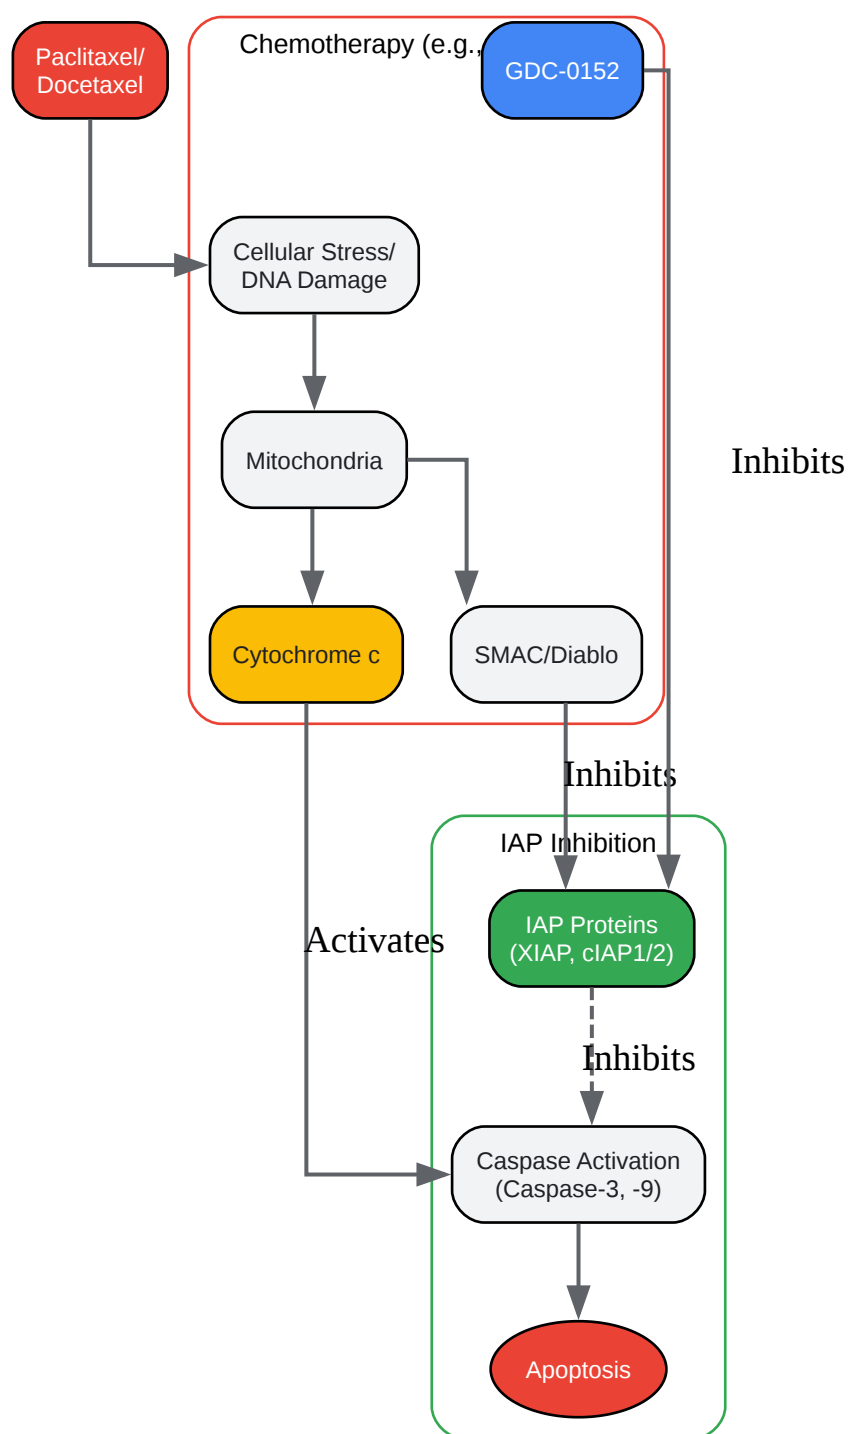 Paclitaxel/
Docetaxel
Chemotherapy (e.g.,
GDC-0152
Cellular Stress/
DNA Damage
Mitochondria
Inhibits
Cytochrome c
SMAC/Diablo
Inhibits
IAP Inhibition
IAP Proteins
(XIAP, cIAP1/2)
Activates
Inhibits
Caspase Activation
(Caspase-3, -9)
Apoptosis